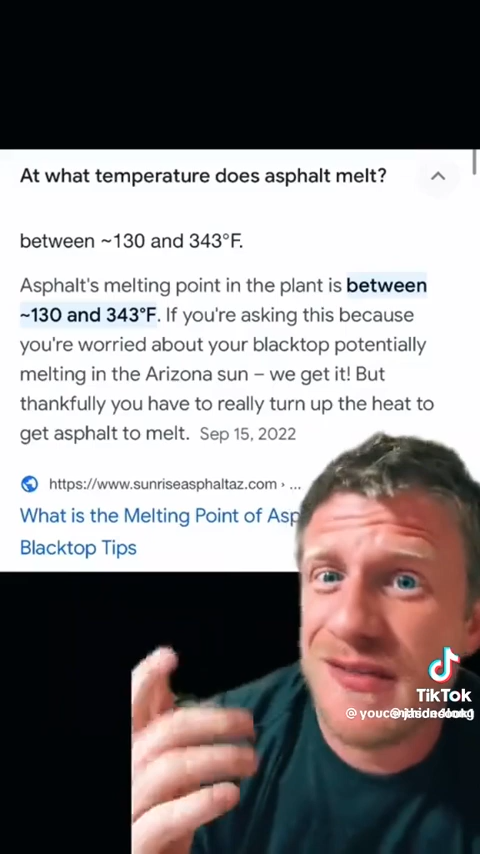 At what temperature does asphalt melt?
between ~130 and 343°F.
Asphalt's melting point in the plant is between
~130 and 343°F. If you're asking this because
you're worried about your blacktop potentially
melting in the Arizona sun – we get it! But
thankfully you have to really turn up the heat to
get asphalt to melt. Sep 15, 2022
https://www.sunriseasphaltaz.com › ...
What is the Melting Point of Asp
Blacktop Tips
TikTok